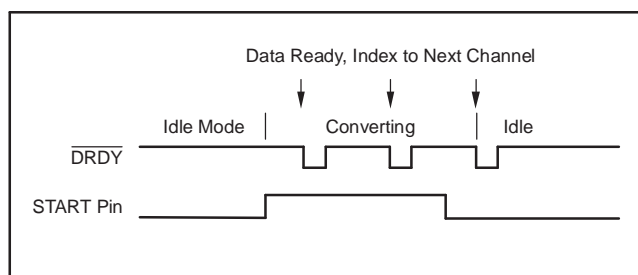 Data Ready, Index to Next Channel
Idle Mode Converting Idle
DRDY
START Pin